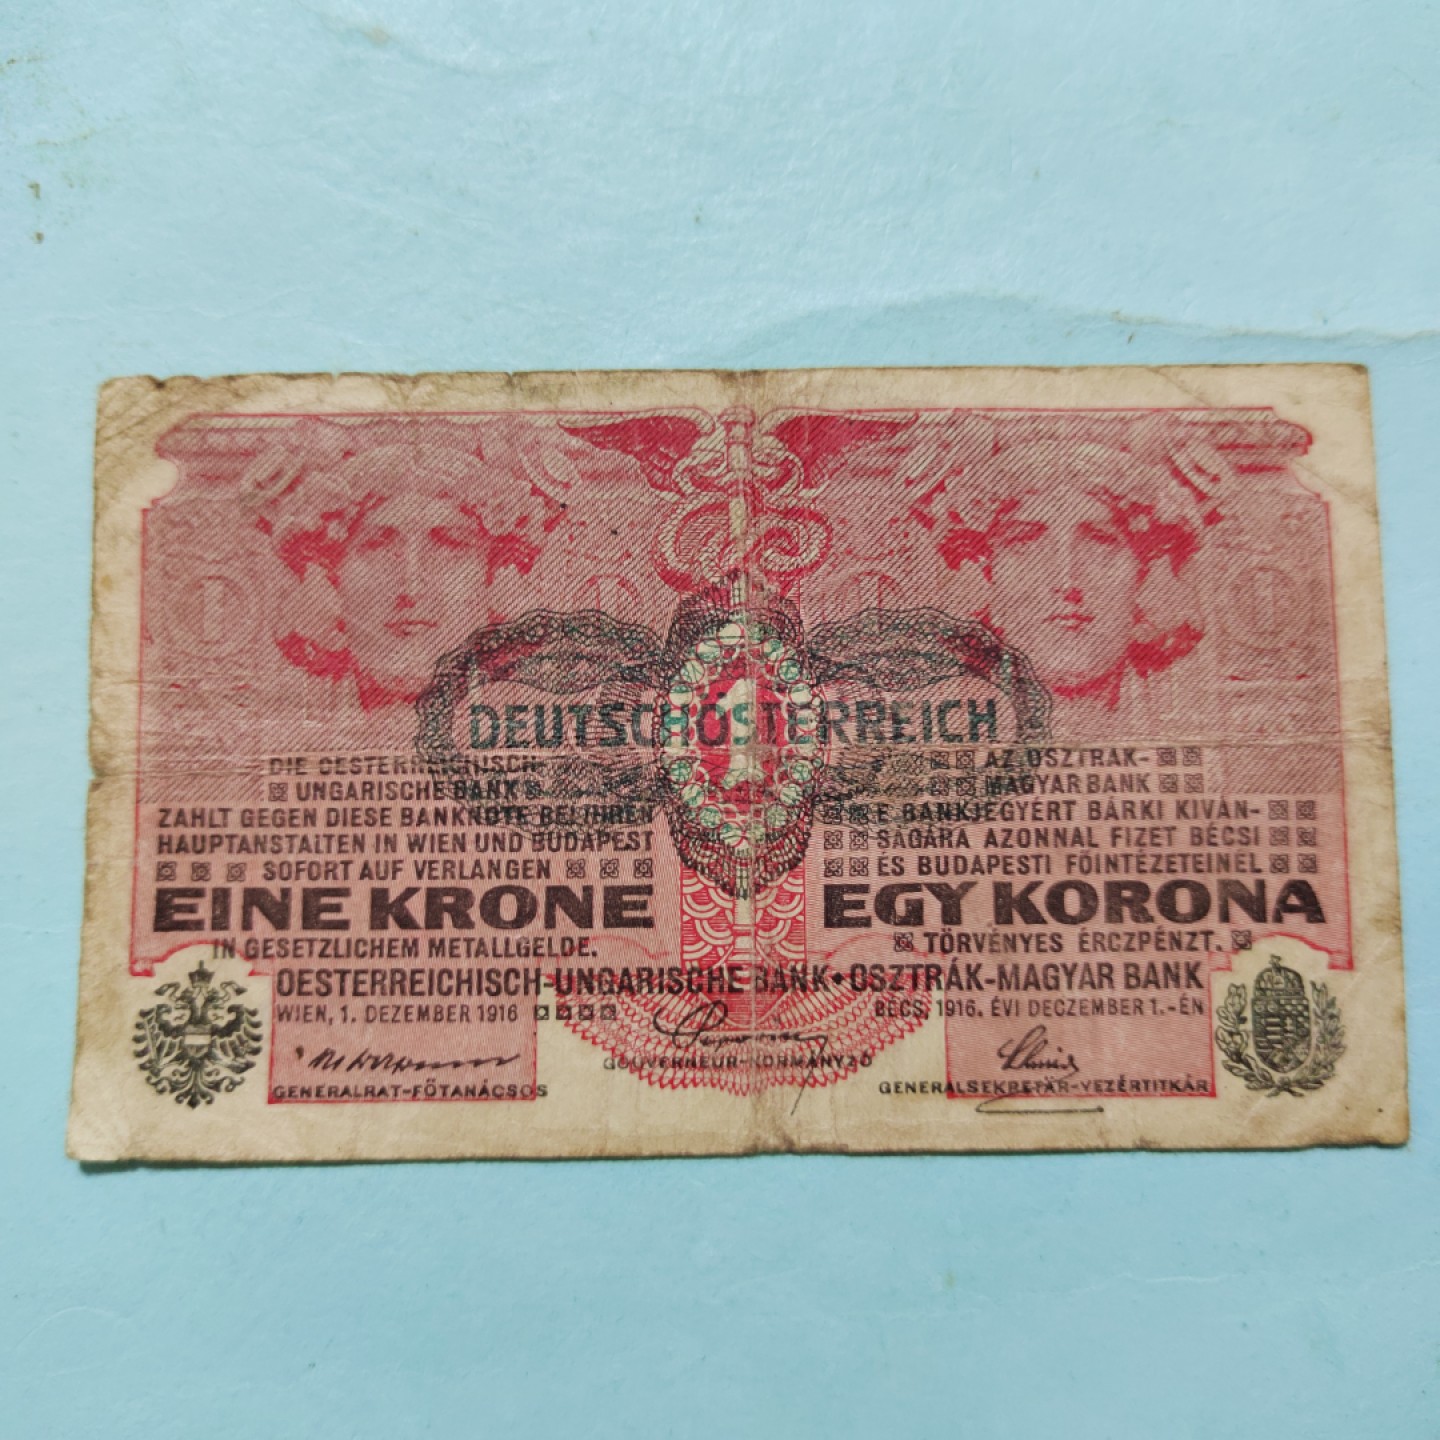 1
DEUTSCHÖSTERREICH
DIE OESTERREICHISCH-
UNGARISCHE BANK
ZAHLT GEGEN DIESE BANKNOTE BEI IHREN
HAUPTANSTALTEN IN WIEN UND BUDAPEST
SOFORT AUF VERLANGEN
EINE KRONE
IN GESETZLICHEM METALLGELDE.
AZ OSZTRÁK-
MAGYAR BANK
E BANKJEGYÉRT BÁRKI KIVÁN-
SÁGÁRA AZONNAL FIZET BÉCSI
ÉS BUDAPESTI FŐINTÉZETEINÉL
EGY KORONA
TÖRVÉNYES ÉRCZPÉNZT.
OESTERREICHISCH-UNGARISCHE BANK•OSZTRÁK-MAGYAR BANK
WIEN, 1. DEZEMBER 1916
BÉCS, 1916. ÉVI DECZEMBER 1.-ÉN
GENERALRAT-FŐTANÁCSOS
GOUVERNEUR-KORMÁNYZÓ
GENERALSEKRETÄR-VEZÉRTITKÁR